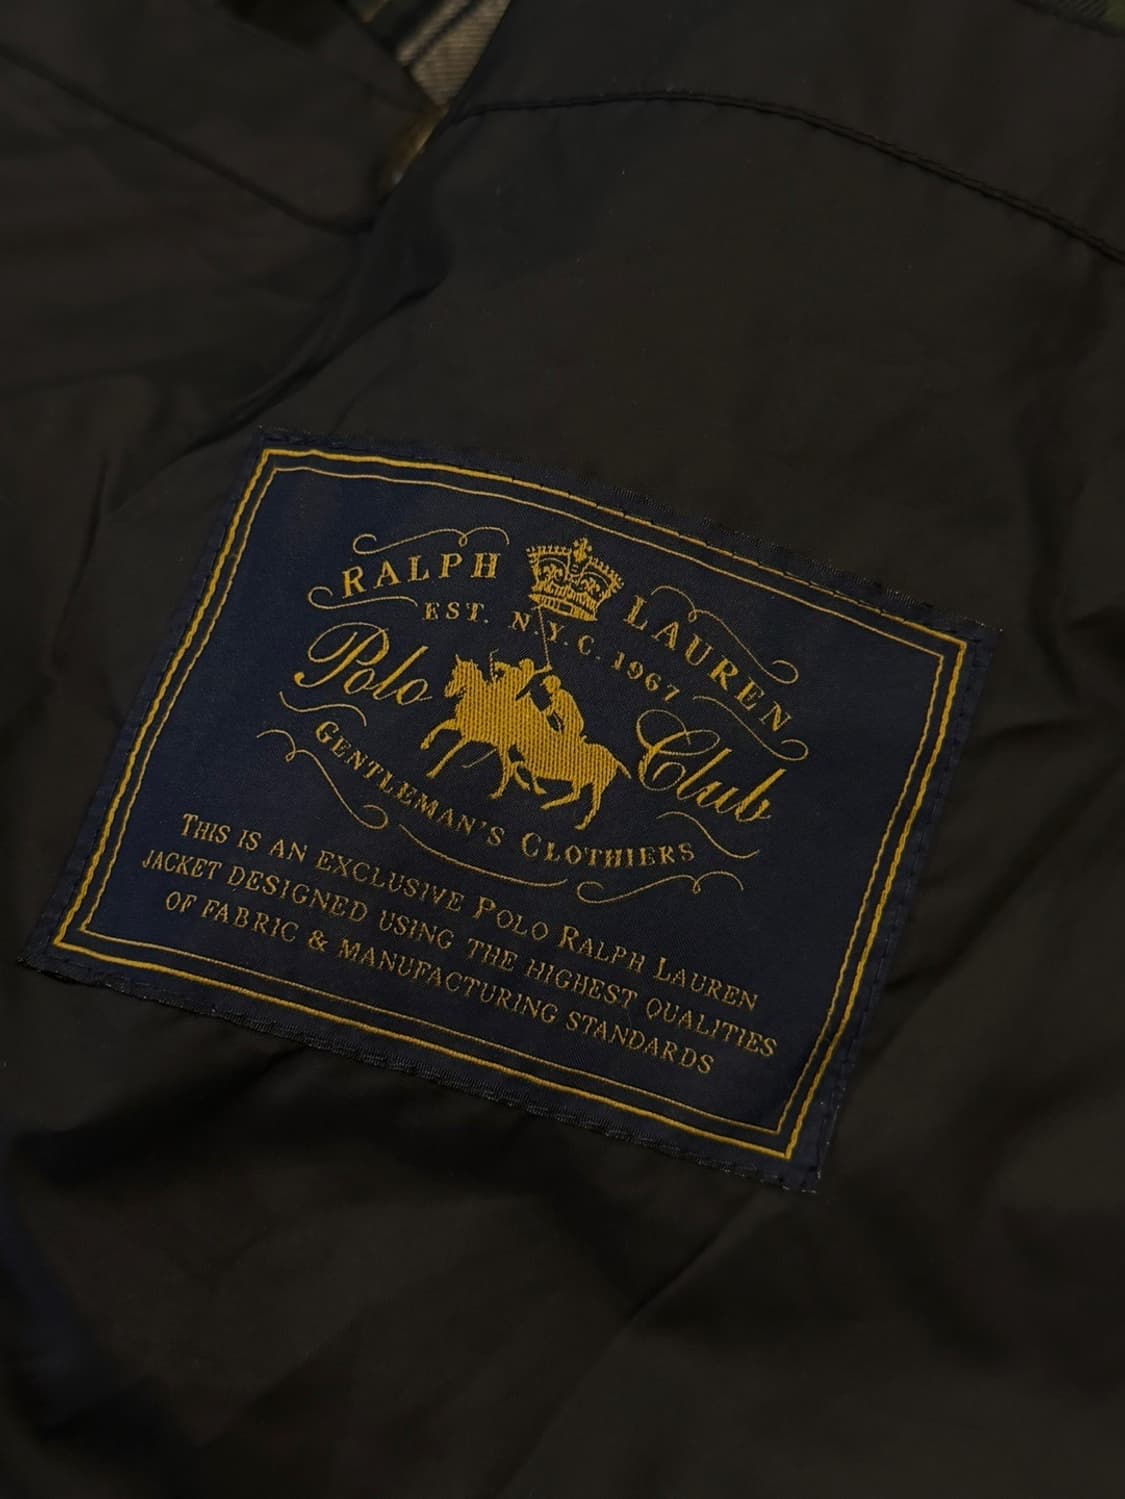 RALPH LAUREN
EST. N.Y.C. 1967
Polo Club
GENTLEMAN'S CLOTHIERS
THIS IS AN EXCLUSIVE POLO RALPH LAUREN
JACKET DESIGNED USING THE HIGHEST QUALITIES
OF FABRIC & MANUFACTURING STANDARDS